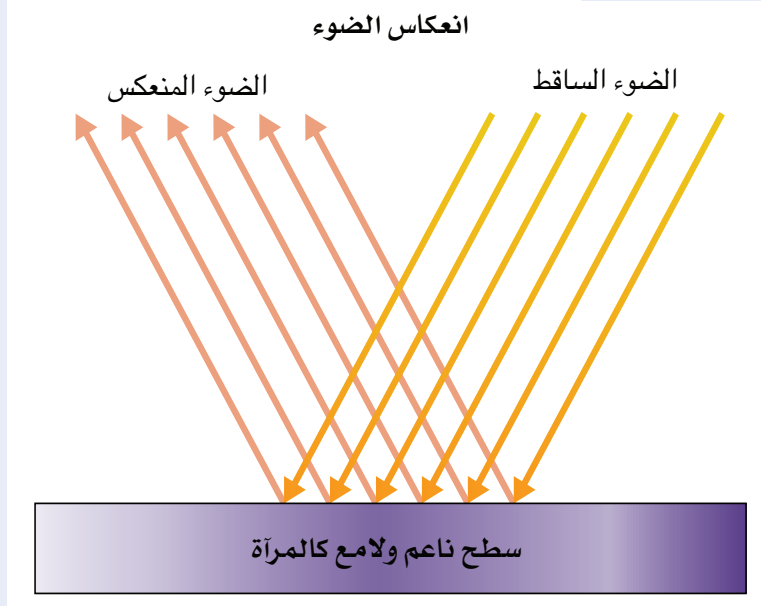 انعكاس الضوء
الضوء الساقط
الضوء المنعكس
سطح ناعم ولامع كالمرآة